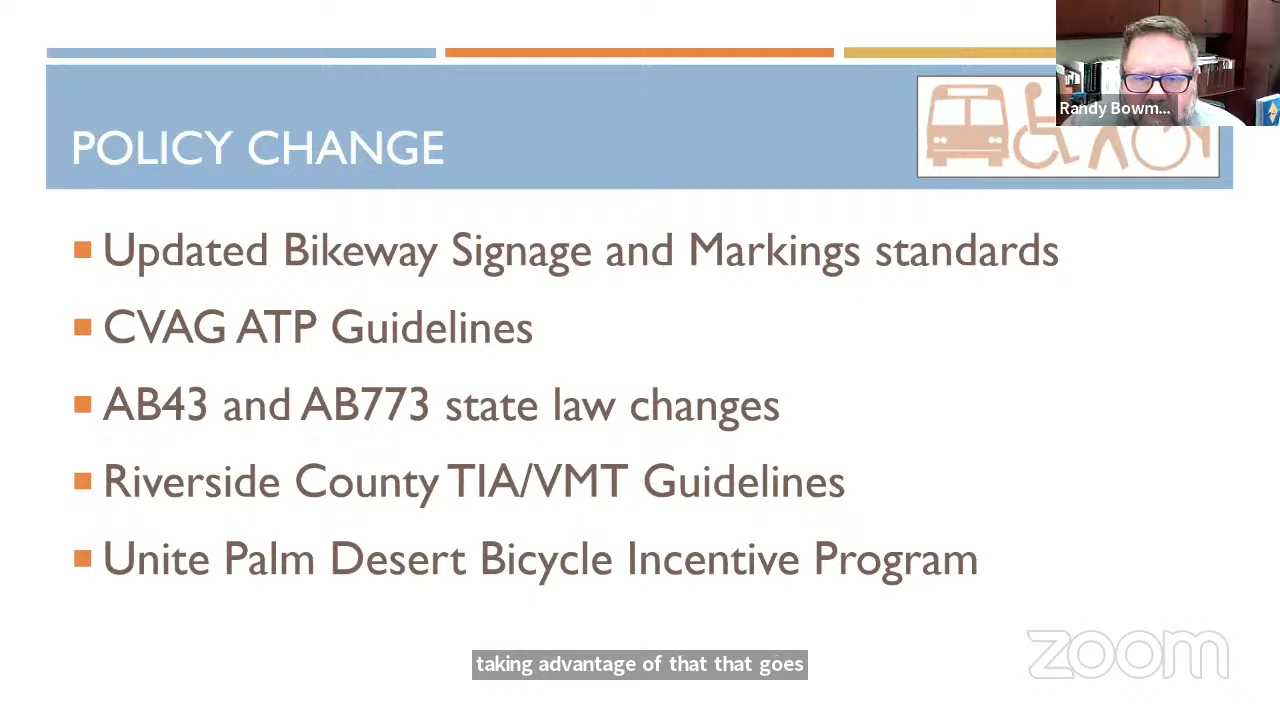 Randy Bowm...
POLICY CHANGE
Updated Bikeway Signage and Markings standards
CVAG ATP Guidelines
AB43 and AB773 state law changes
Riverside County TIA/VMT Guidelines
Unite Palm Desert Bicycle Incentive Program
taking advantage of that that goes
zoom